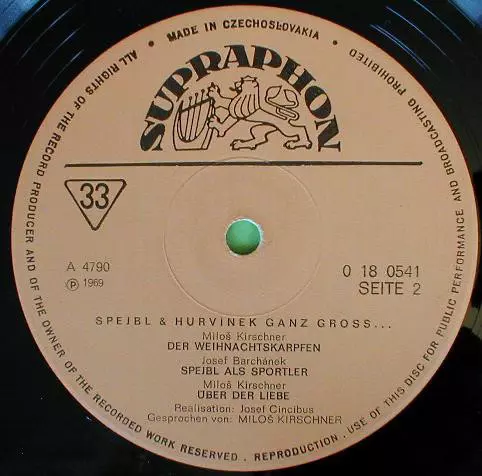 ALL RIGHTS OF THE RECORD PRODUCER AND OF THE OWNER OF THE RECORDED WORK RESERVED . REPRODUCTION . USE OF THIS DISC FOR PUBLIC PERFORMANCE AND BROADCASTING PROHIBITED
• MADE IN CZECHOSLOVAKIA •
SUPRAPHON
33
A 4790
Ⓟ 1969
0 18 0541
SEITE 2
SPEJBL & HURVINEK GANZ GROSS...
Miloš Kirschner
DER WEIHNACHTSKARPFEN
Josef Barchánek
SPEJBL ALS SPORTLER
Miloš Kirschner
ÜBER DER LIEBE
Realisation: Josef Cincibus
Gesprochen von: MILOŠ KIRSCHNER